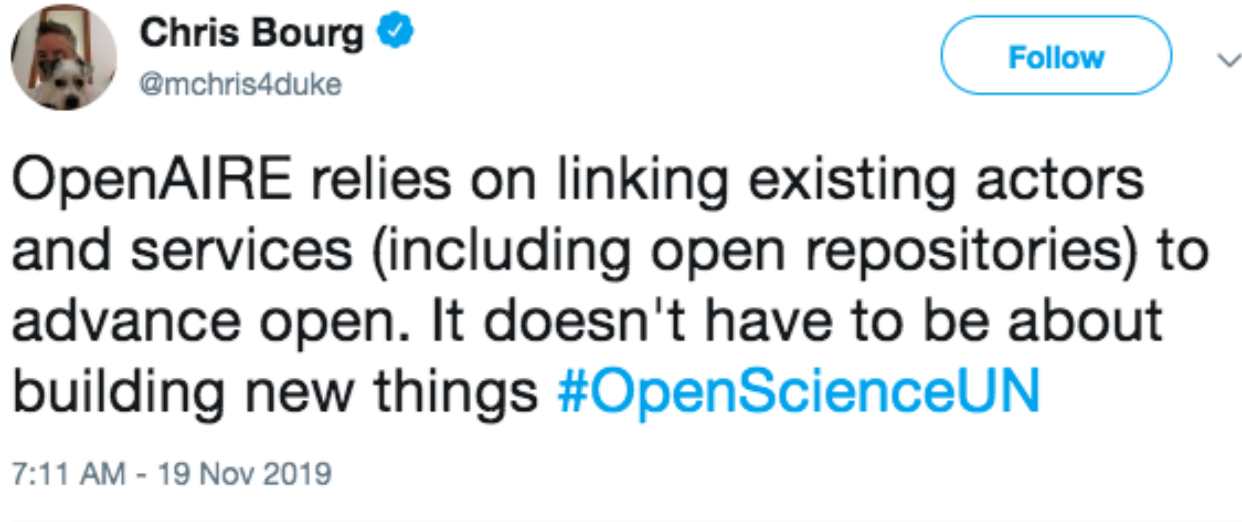 Chris Bourg
@mchris4duke
Follow
OpenAIRE relies on linking existing actors
and services (including open repositories) to
advance open. It doesn't have to be about
building new things #OpenScienceUN
7:11 AM - 19 Nov 2019